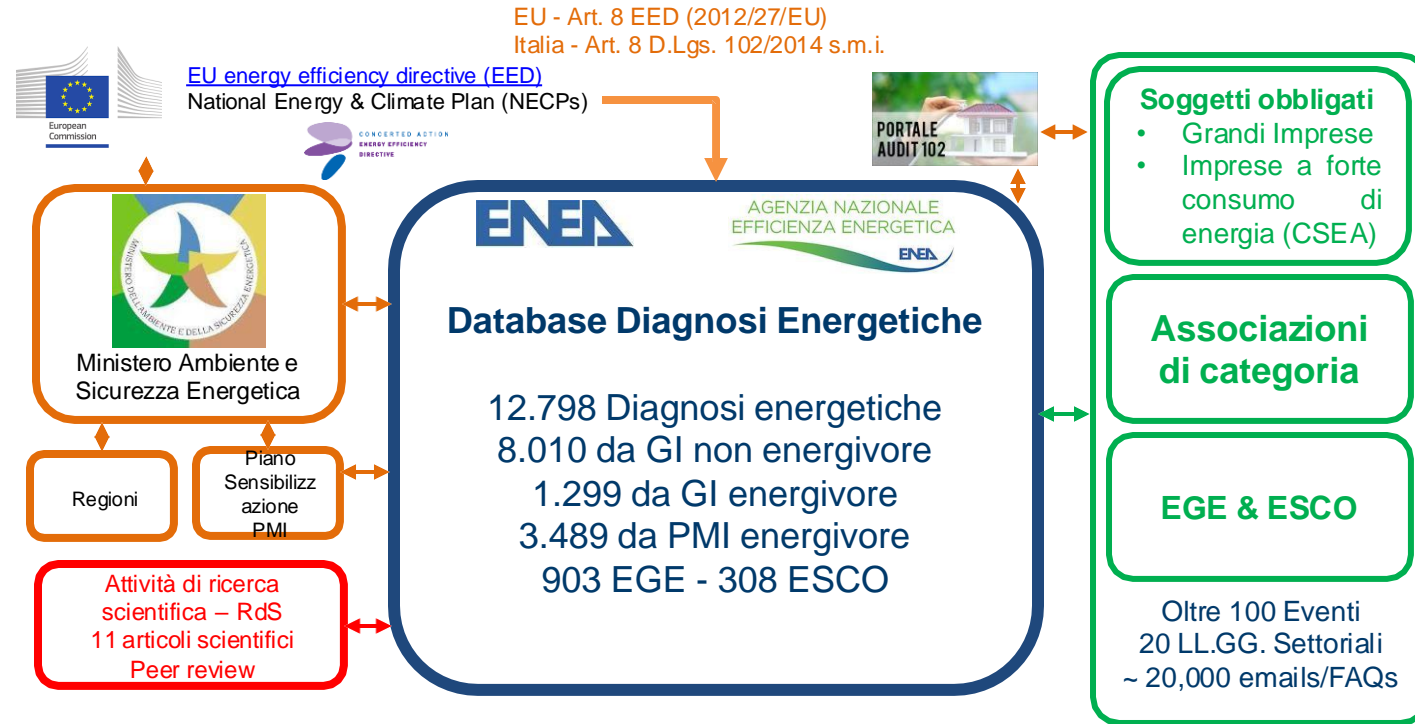 EU - Art. 8 EED (2012/27/EU)
Italia - Art. 8 D.Lgs. 102/2014 s.m.i.
European
Commission
EU energy efficiency directive (EED)
National Energy & Climate Plan (NECPs)
CONCERTED ACTION
ENERGY EFFICIENCY
DIRECTIVE
PORTALE
AUDIT 102
MINISTERO DELL'AMBIENTE E DELLA SICUREZZA ENERGETICA
Ministero Ambiente e
Sicurezza Energetica
Regioni
Piano
Sensibilizz
azione
PMI
Attività di ricerca
scientifica – RdS
11 articoli scientifici
Peer review
ENEA
AGENZIA NAZIONALE
EFFICIENZA ENERGETICA
ENEA
Database Diagnosi Energetiche
12.798 Diagnosi energetiche
8.010 da GI non energivore
1.299 da GI energivore
3.489 da PMI energivore
903 EGE - 308 ESCO
Soggetti obbligati
• Grandi Imprese
• Imprese a forte
consumo di
energia (CSEA)
Associazioni
di categoria
EGE & ESCO
Oltre 100 Eventi
20 LL.GG. Settoriali
~ 20,000 emails/FAQs